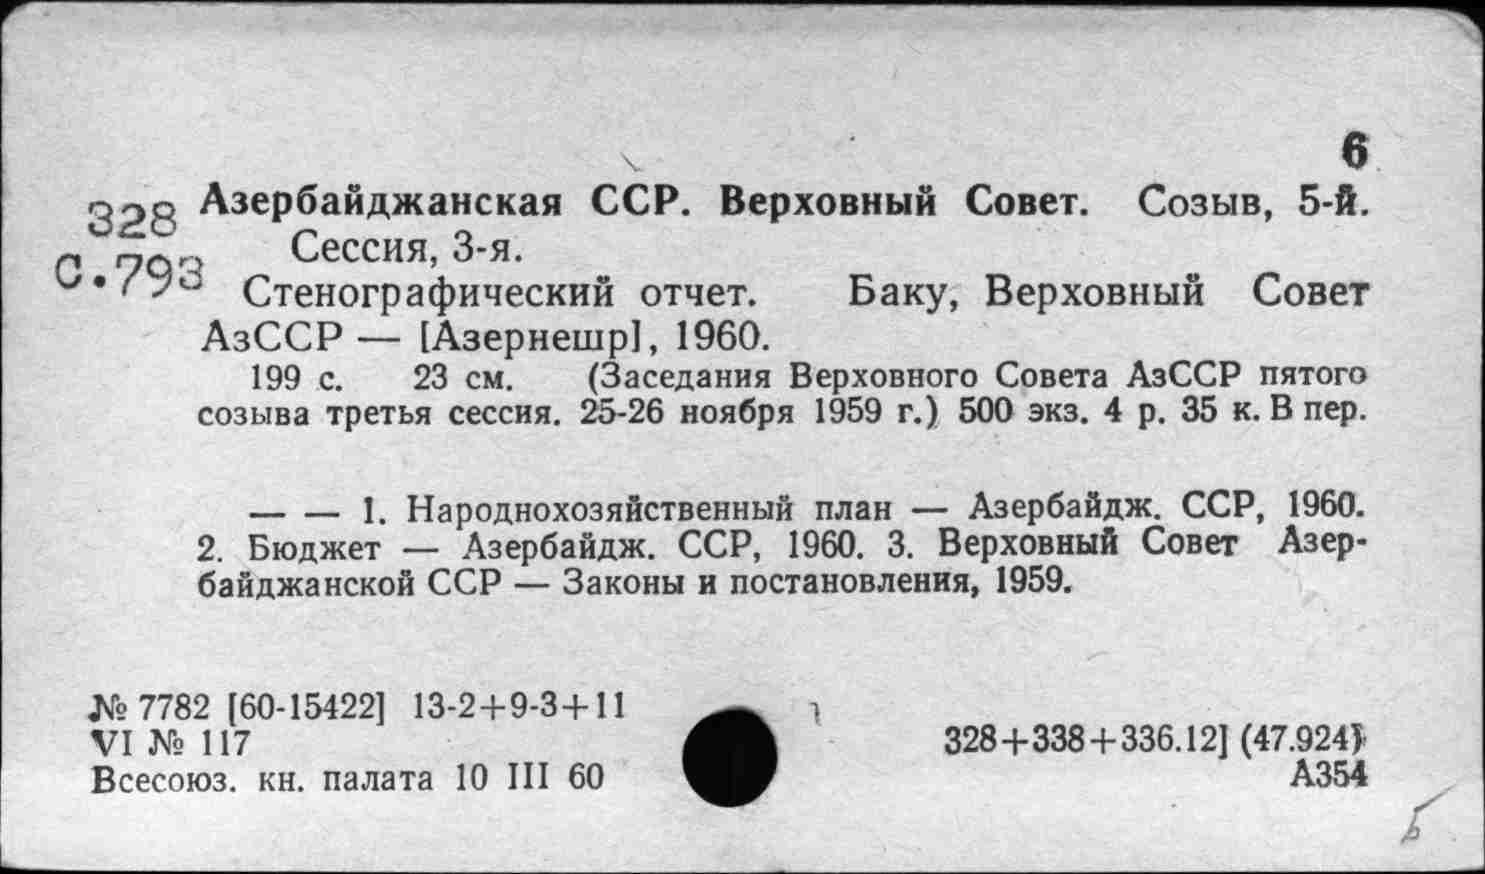 6
328 Азербайджанская ССР. Верховный Совет. Созыв, 5-й.
Сессия, 3-я.
С.793
Стенографический отчет. Баку, Верховный Совет
АзССР — [Азернешр], 1960.
199 с. 23 см. (Заседания Верховного Совета АзССР пятого
созыва третья сессия. 25-26 ноября 1959 г.) 500 экз. 4 р. 35 к. В пер.
— — 1. Народнохозяйственный план — Азербайдж. ССР, 1960.
2. Бюджет — Азербайдж. ССР, 1960. 3. Верховный Совет Азер-
байджанской ССР — Законы и постановления, 1959.
№ 7782 [60-15422] 13-2+9-3+11
VI № 117
Всесоюз. кн. палата 10 III 60
328+338+336.12] (47.924)
А354